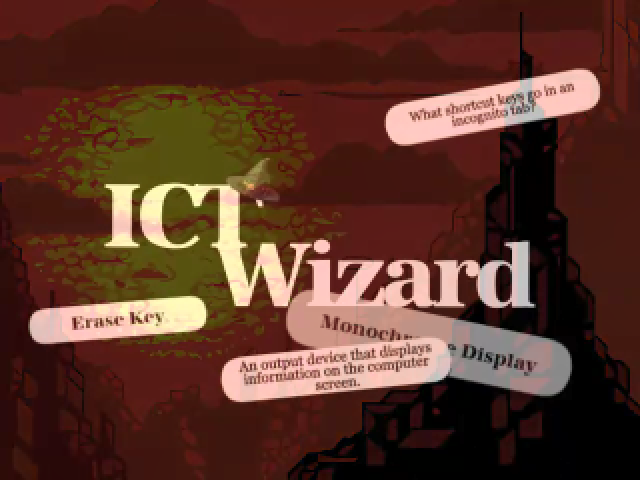 What shortcut keys go in an
incognito tab?
ICT
Wizard
Erase Key
Monochr e Display
An output device that displays
information on the computer
screen.